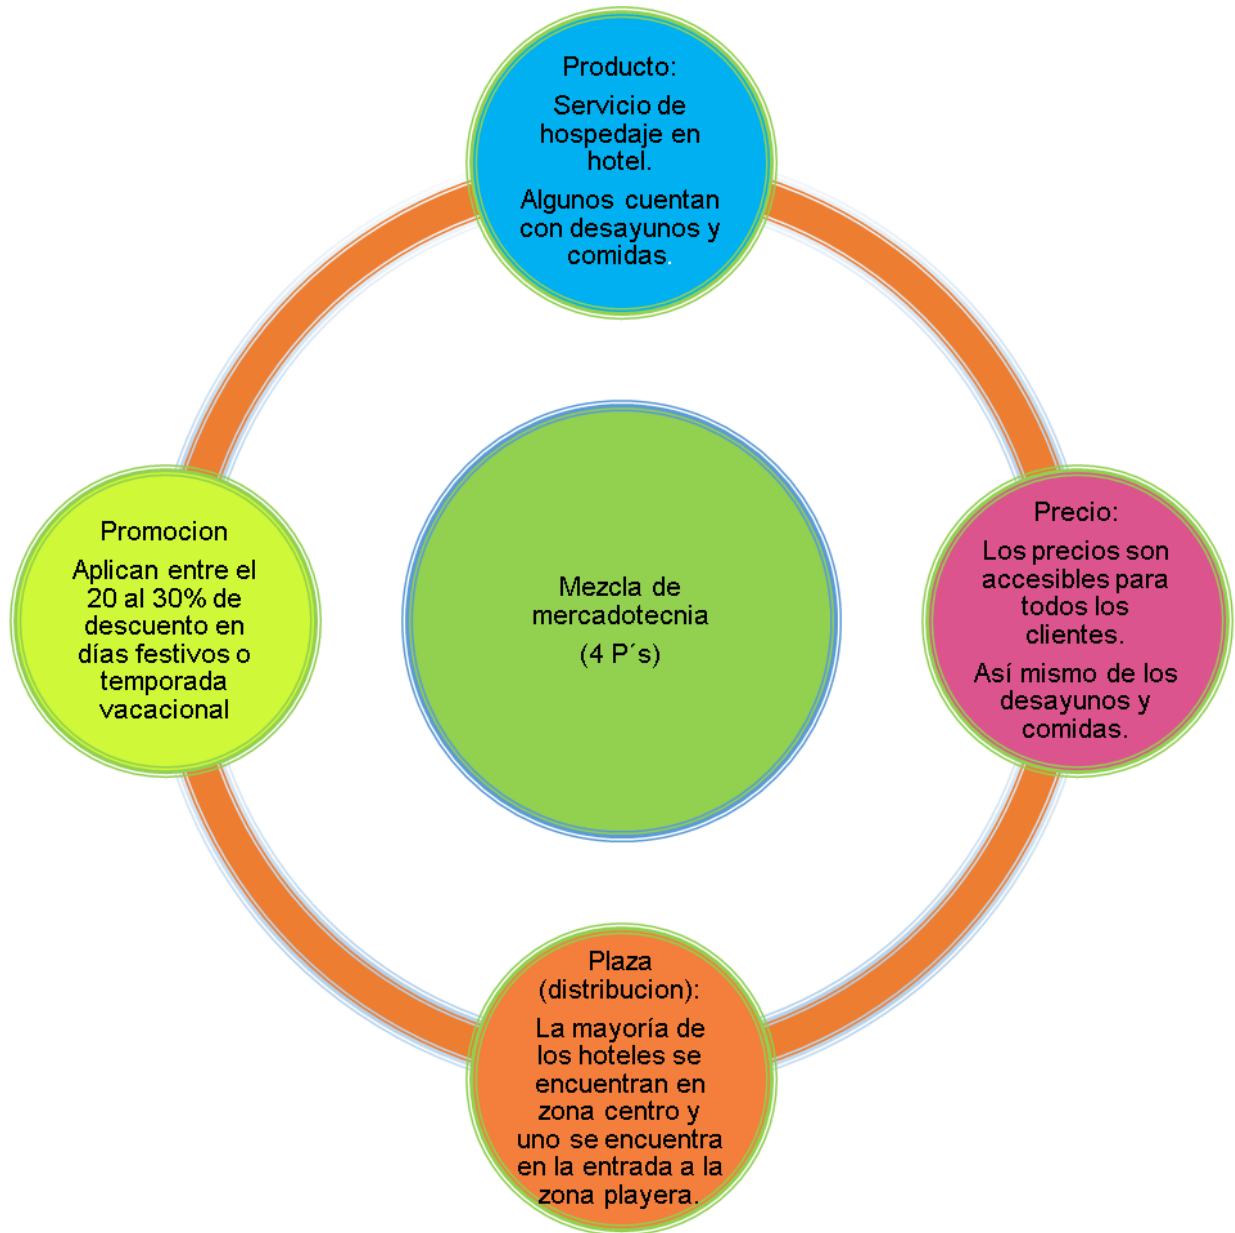 Producto:
Servicio de
hospedaje en
hotel.
Algunos cuentan
con desayunos y
comidas.
Promocion
Aplican entre el
20 al 30% de
descuento en
días festivos o
temporada
vacacional
Mezcla de
mercadotecnia
(4 P´s)
Precio:
Los precios son
accesibles para
todos los
clientes.
Así mismo de los
desayunos y
comidas.
Plaza
(distribucion):
La mayoría de
los hoteles se
encuentran en
zona centro y
uno se encuentra
en la entrada a la
zona playera.